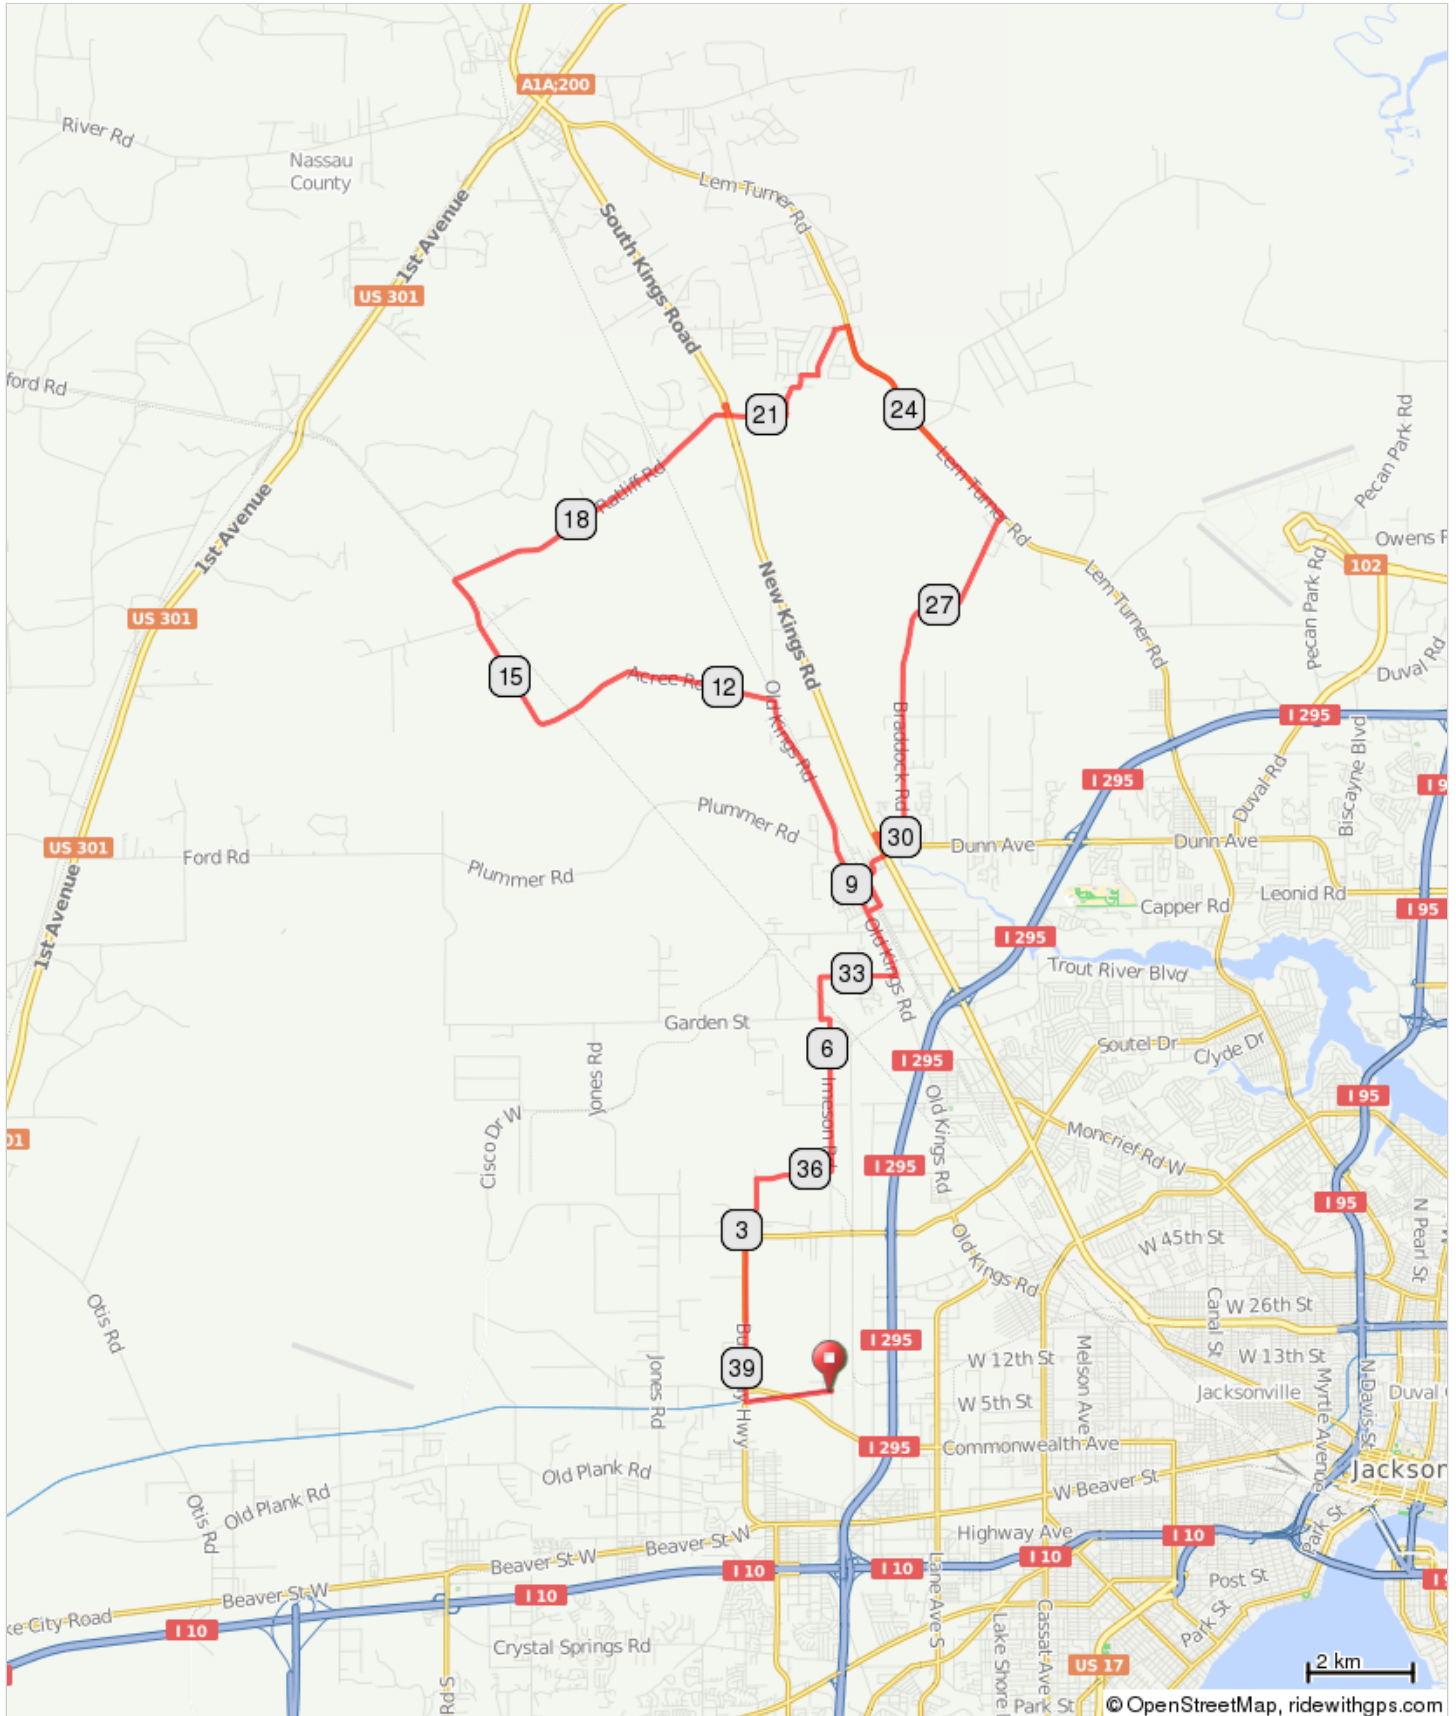 A1A;200
River Rd
Nassau
County
Lem Turner Rd
1st Avenue
South Kings Road
US 301
ford Rd
21
24
Pecan Park Rd
Lem Turner Rd
Ratliff Rd
18
1st Avenue
Owens
102
New Kings Rd
Lem Turner Rd
27
US 301
Pecan Park Rd
Duval Rd
15
Acree Rd
12
Old Kings Rd
Braddock Rd
I 295
Biscayne Blvd
I 295
Duval Rd
Plummer Rd
30
US 301
Ford Rd
Dunn Ave
Dunn Ave
Plummer Rd
9
Leonid Rd
Capper Rd
I 95
1st Avenue
Old Kings Rd
I 295
33
Trout River Blvd
Garden St
6
Soutel Dr
Clyde Dr
Jones Rd
I 295
Imeson Rd
Old Kings Rd
I 95
Cisco Dr W
01
Moncrief Rd W
36
I 295
I 95
N Pearl St
3
W 45th St
Old Kings Rd
Otis Rd
Canal St
W 26th St
I 295
39
W 12th St
W 13th St
Jones Rd
Melson Ave
Jacksonville
Duval
Hwy
W 5th St
Myrtle Avenue
N Davis St
I 295
Commonwealth Ave
Old Plank Rd
Jackson
W Beaver St
Old Plank Rd
Otis Rd
Park St
Highway Ave
I 10
Beaver St W
Beaver St W
I 10
I 10
I 10
Lane Ave S
Post St
I 10
Beaver St W
ke City Road
I 10
Cassat Ave
Park St
Crystal Springs Rd
Lake Shore
US 17
2 km
Rd S
Park St
© OpenStreetMap, ridewithgps.com